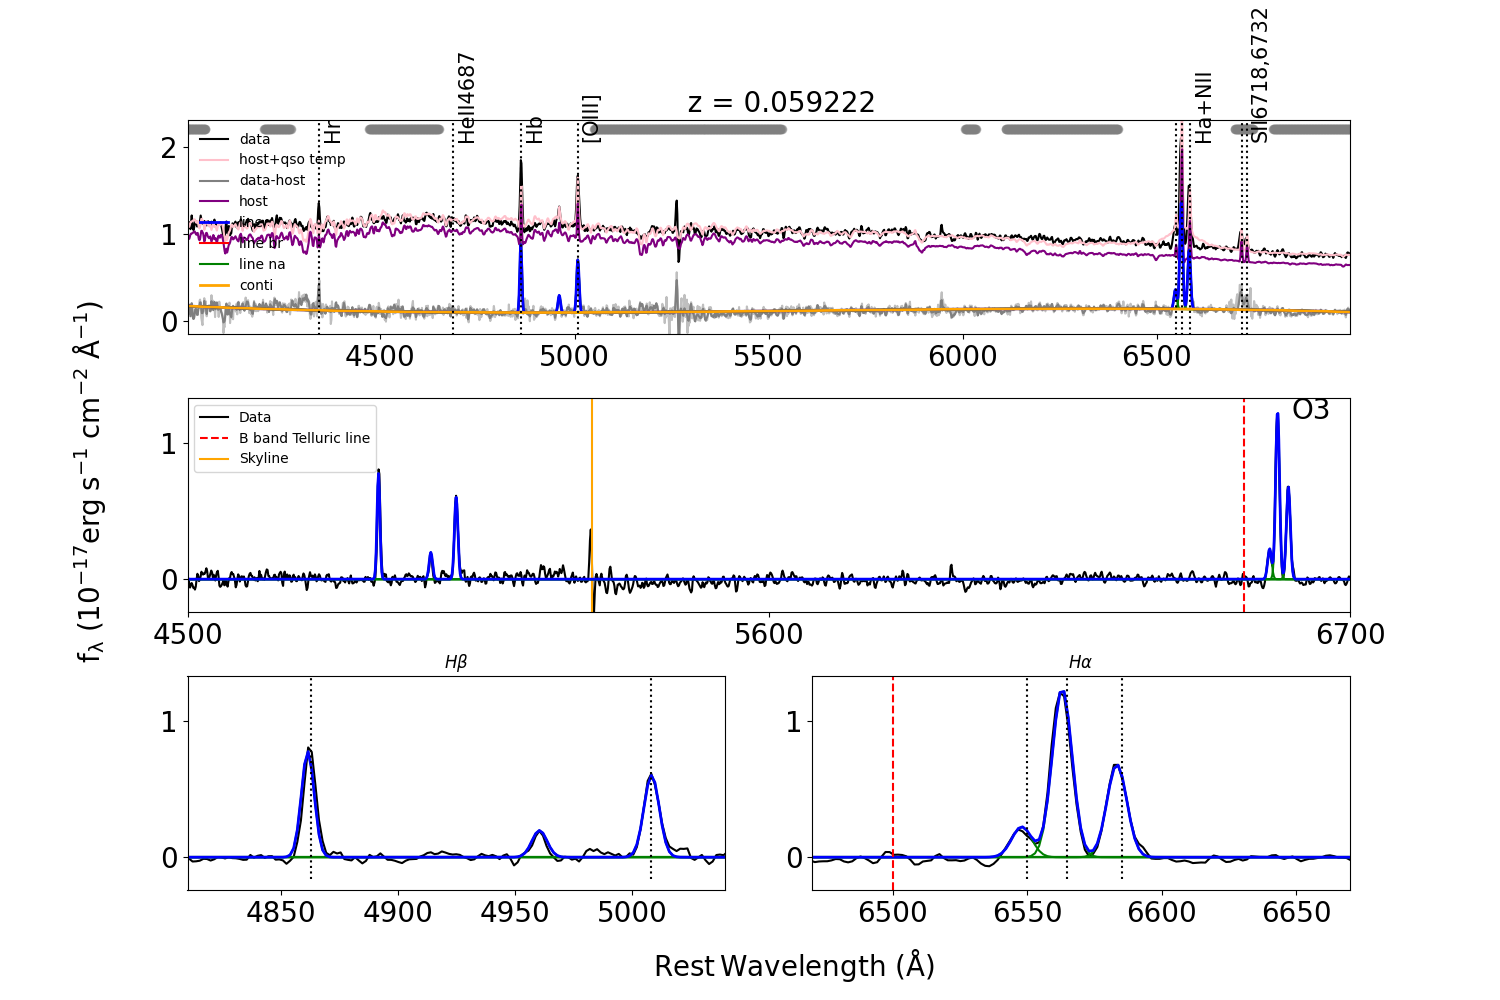 z = 0.059222
Hr
HeII4687
Hb
[OIII]
Ha+NII
SII6718,6732
data
host+qso temp
data-host
host
line
line br
line na
conti
2
1
0
4500 5000 5500 6000 6500
f_λ (10^{-17}erg s^{-1} cm^{-2} Å^{-1})
Data
B band Telluric line
Skyline
O3
1
0
4500 5600 6700
Hβ
1
0
4850 4900 4950 5000
Hα
1
0
6500 6550 6600 6650
Rest Wavelength (Å)